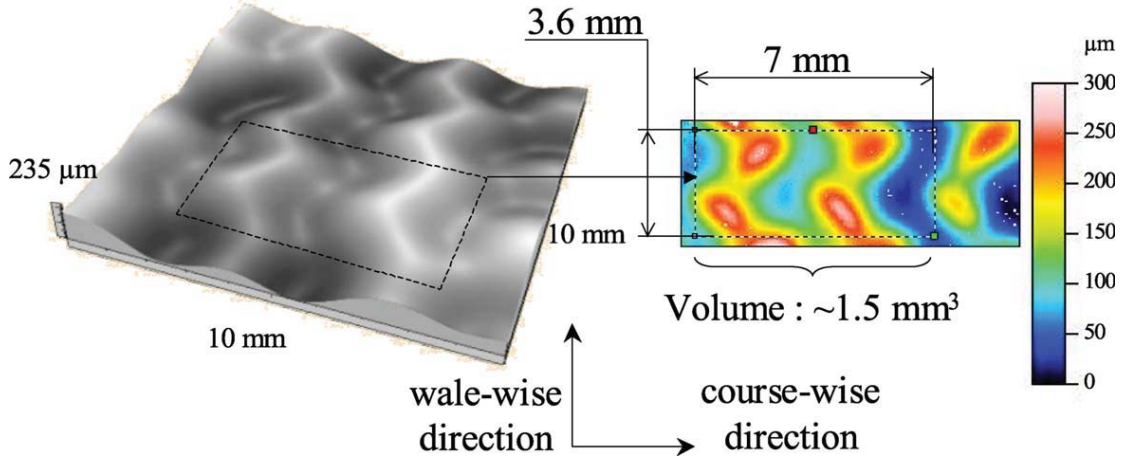 3.6 mm
7 mm
µm
300
250
200
150
100
50
0
235 µm
10 mm
10 mm
Volume : ~1.5 mm³
wale-wise
direction
course-wise
direction